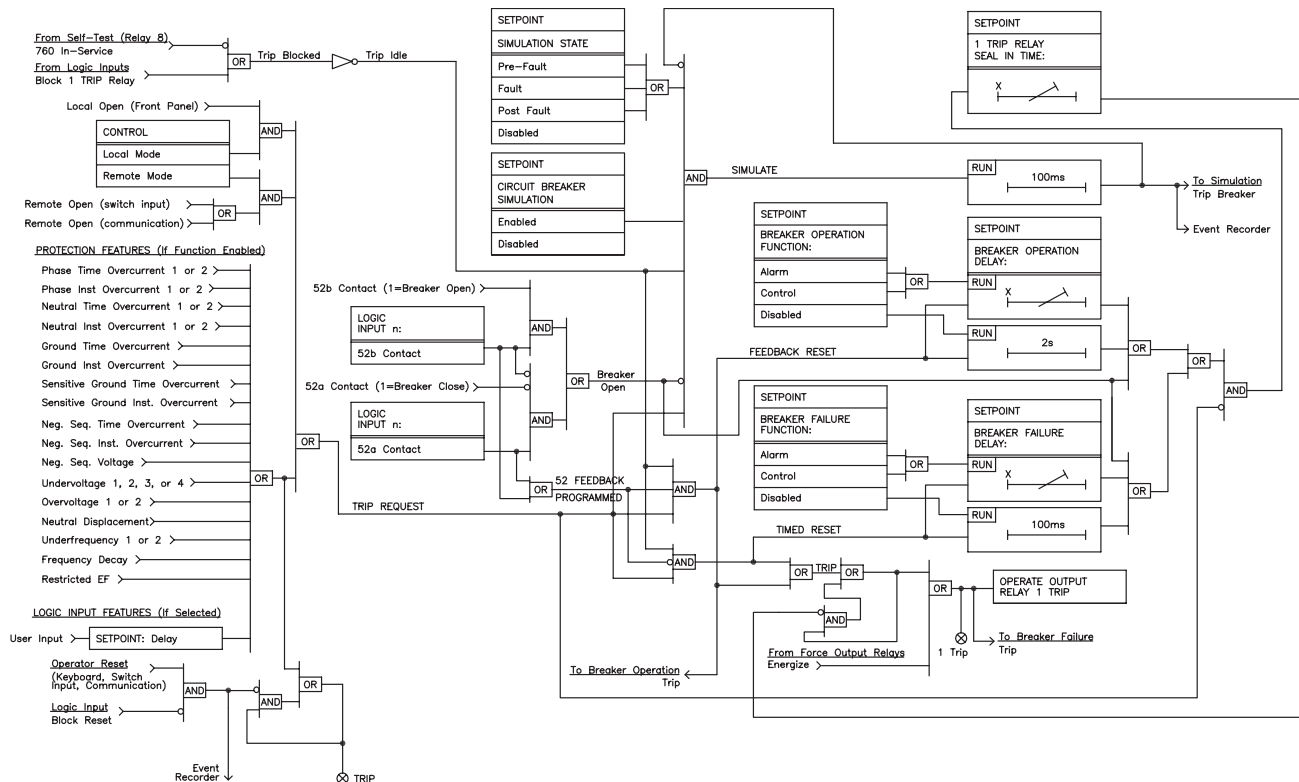 From Self-Test (Relay 8)
760 In-Service
From Logic Inputs
Block 1 TRIP Relay
OR
Trip Blocked
Trip Idle
Local Open (Front Panel)
AND
CONTROL
Local Mode
Remote Mode
AND
Remote Open (switch input)
OR
Remote Open (communication)
PROTECTION FEATURES (If Function Enabled)
Phase Time Overcurrent 1 or 2
Phase Inst Overcurrent 1 or 2
Neutral Time Overcurrent 1 or 2
Neutral Inst Overcurrent 1 or 2
Ground Time Overcurrent
Ground Inst Overcurrent
Sensitive Ground Time Overcurrent
Sensitive Ground Inst. Overcurrent
Neg. Seq. Time Overcurrent
Neg. Seq. Inst. Overcurrent
Neg. Seq. Voltage
Undervoltage 1, 2, 3, or 4
Overvoltage 1 or 2
Neutral Displacement
Underfrequency 1 or 2
Frequency Decay
Restricted EF
OR
OR
LOGIC INPUT FEATURES (If Selected)
User Input
SETPOINT: Delay
Operator Reset
(Keyboard, Switch
Input, Communication)
Logic Input
Block Reset
AND
AND
OR
Event
Recorder
TRIP
SETPOINT
SIMULATION STATE
Pre-Fault
Fault
Post Fault
Disabled
OR
SETPOINT
CIRCUIT BREAKER
SIMULATION
Enabled
Disabled
AND
SIMULATE
52b Contact (1=Breaker Open)
LOGIC
INPUT n:
52b Contact
AND
52a Contact (1=Breaker Close)
LOGIC
INPUT n:
52a Contact
AND
OR
Breaker
Open
OR
52 FEEDBACK
PROGRAMMED
TRIP REQUEST
AND
AND
FEEDBACK RESET
TIMED RESET
SETPOINT
1 TRIP RELAY
SEAL IN TIME:
X
RUN
100ms
To Simulation
Trip Breaker
Event Recorder
SETPOINT
BREAKER OPERATION
FUNCTION:
Alarm
Control
Disabled
OR
SETPOINT
BREAKER OPERATION
DELAY:
RUN
X
RUN
2s
OR
OR
AND
SETPOINT
BREAKER FAILURE
FUNCTION:
Alarm
Control
Disabled
OR
SETPOINT
BREAKER FAILURE
DELAY:
RUN
X
RUN
100ms
OR
OR
TRIP
OR
AND
OR
OPERATE OUTPUT
RELAY 1 TRIP
From Force Output Relays
Energize
1 Trip
To Breaker Failure
Trip
To Breaker Operation
Trip